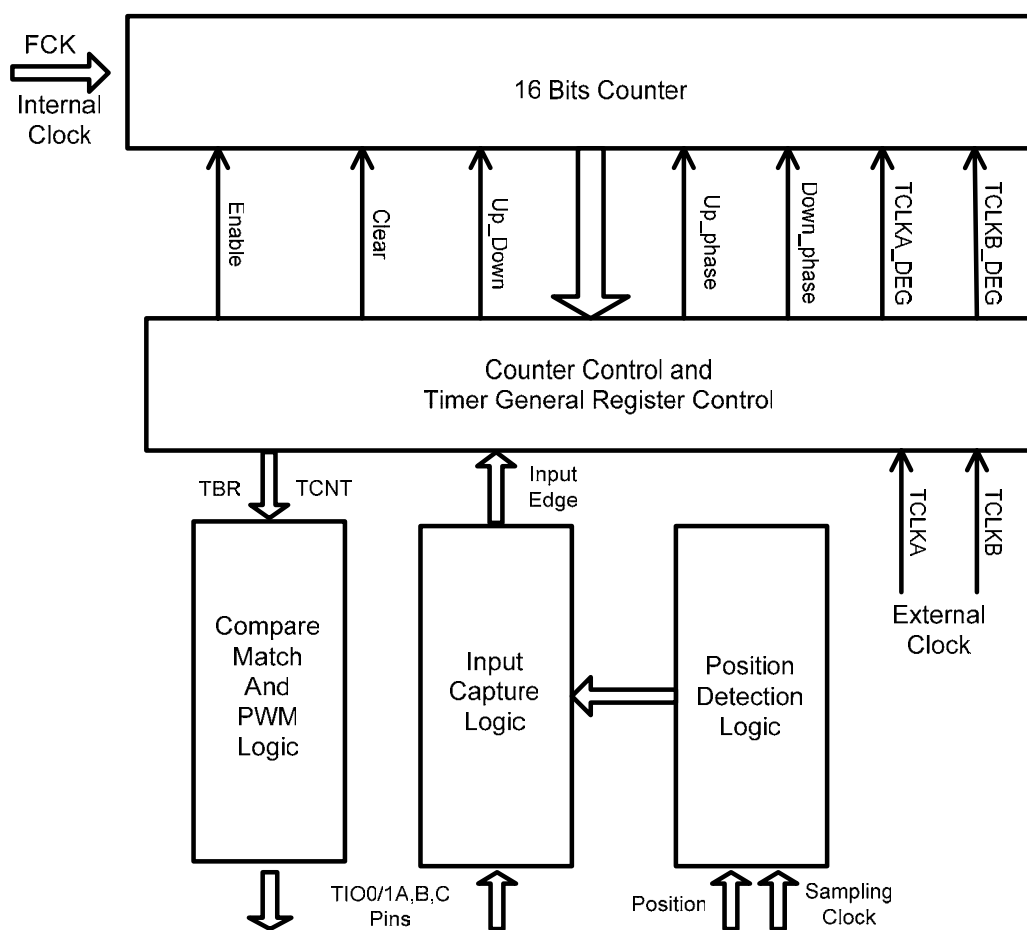 FCK
Internal
Clock
16 Bits Counter
Enable
Clear
Up_Down
Up_phase
Down_phase
TCLKA_DEG
TCLKB_DEG
Counter Control and
Timer General Register Control
TBR
TCNT
Input
Edge
TCLKA
TCLKB
External
Clock
Compare
Match
And
PWM
Logic
Input
Capture
Logic
Position
Detection
Logic
TIO0/1A,B,C
Pins
Position
Sampling
Clock